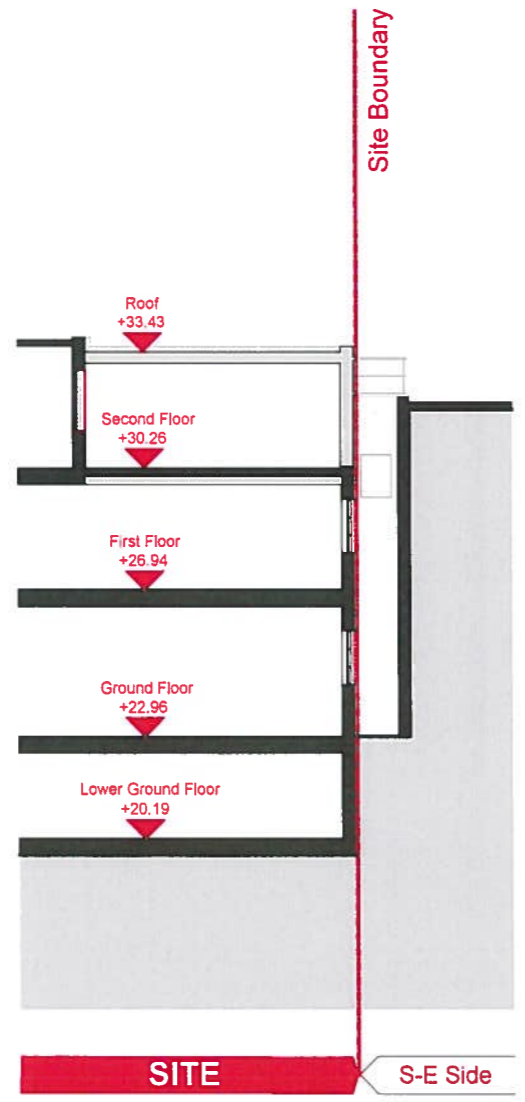 Site Boundary
Roof
+33.43
Second Floor
+30.26
First Floor
+26.94
Ground Floor
+22.96
Lower Ground Floor
+20.19
SITE
S-E Side